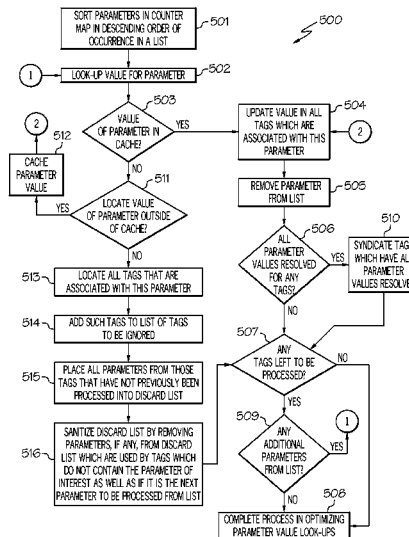 SORT PARAMETERS IN COUNTER
MAP IN DESCENDING ORDER OF
OCCURRENCE IN A LIST
501
500
1
LOOK-UP VALUE FOR PARAMETER
502
503
VALUE
OF PARAMETER IN
CACHE?
YES
NO
504
UPDATE VALUE IN ALL
TAGS WHICH ARE
ASSOCIATED WITH THIS
PARAMETER
2
2
512
CACHE
PARAMETER
VALUE
YES
511
LOCATE VALUE
OF PARAMETER OUTSIDE
OF CACHE?
NO
REMOVE PARAMETER
FROM LIST
505
506
ALL
PARAMETER
VALUES RESOLVED
FOR ANY
TAGS?
YES
NO
510
SYNDICATE TAG
WHICH HAVE AL
PARAMETER
VALUES RESOLVE
513
LOCATE ALL TAGS THAT ARE
ASSOCIATED WITH THIS PARAMETER
514
ADD SUCH TAGS TO LIST OF TAGS
TO BE IGNORED
515
PLACE ALL PARAMETERS FROM THOSE
TAGS THAT HAVE NOT PREVIOUSLY BEEN
PROCESSED INTO DISCARD LIST
516
SANITIZE DISCARD LIST BY REMOVING
PARAMETERS, IF ANY, FROM DISCARD
LIST WHICH ARE USED BY TAGS WHICH
DO NOT CONTAIN THE PARAMETER OF
INTEREST AS WELL AS IF IT IS THE NEXT
PARAMETER TO BE PROCESSED FROM LIST
507
ANY
TAGS LEFT TO BE
PROCESSED?
NO
YES
509
ANY
ADDITIONAL
PARAMETERS
FROM LIST?
YES
1
NO
508
COMPLETE PROCESS IN OPTIMIZING
PARAMETER VALUE LOOK-UPS